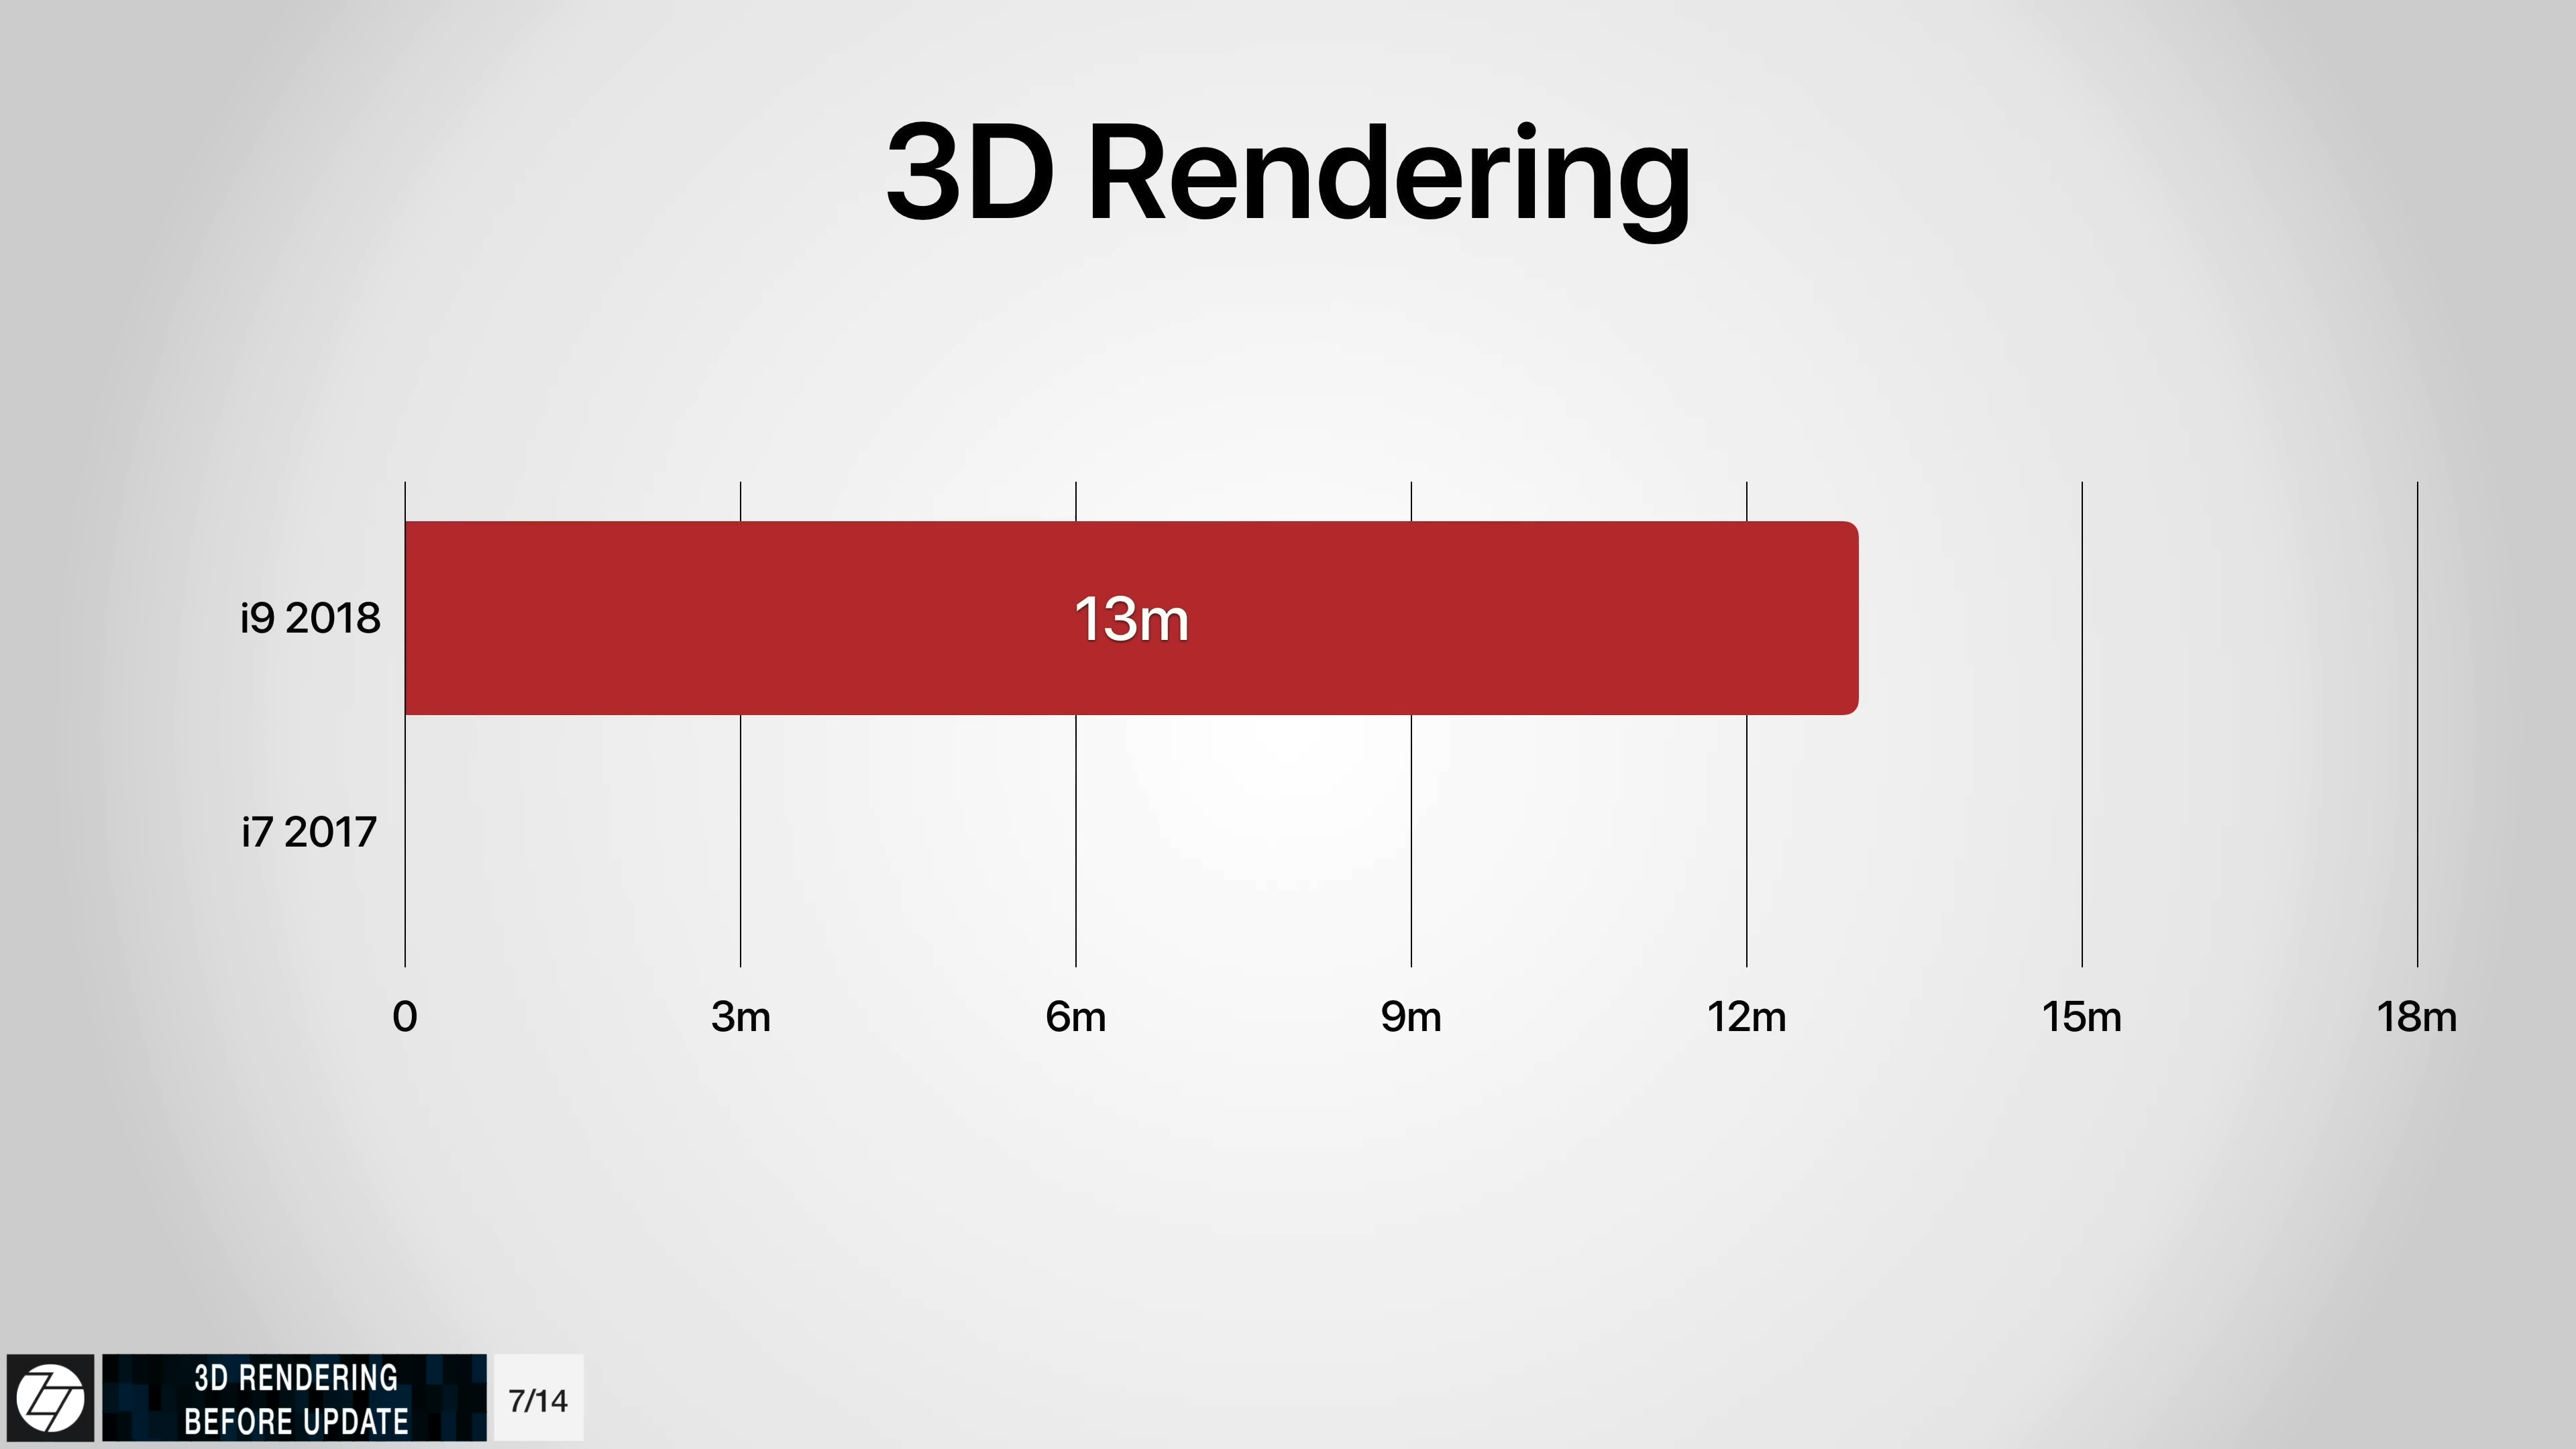 3D Rendering
i9 2018
13m
i7 2017
0 3m 6m 9m 12m 15m 18m
3D RENDERING
BEFORE UPDATE
7/14